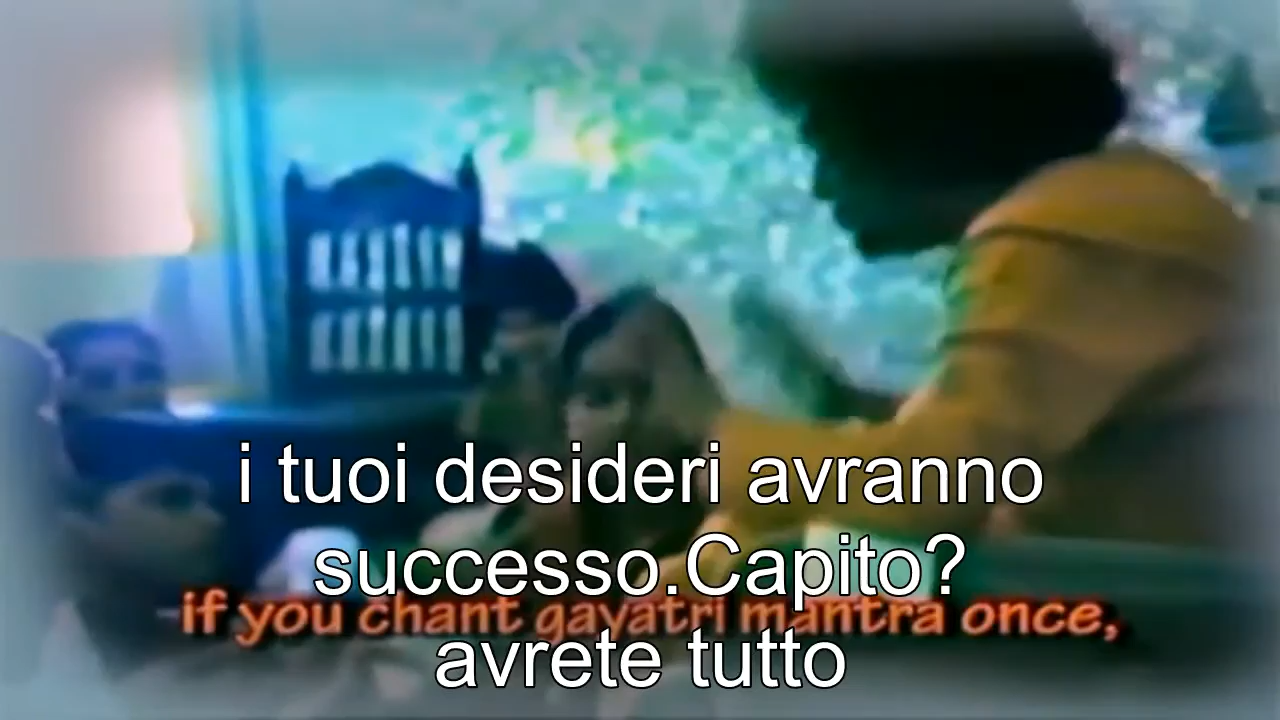 i tuoi desideri avranno
successo.Capito?
if you chant gayatri mantra once,
avrete tutto